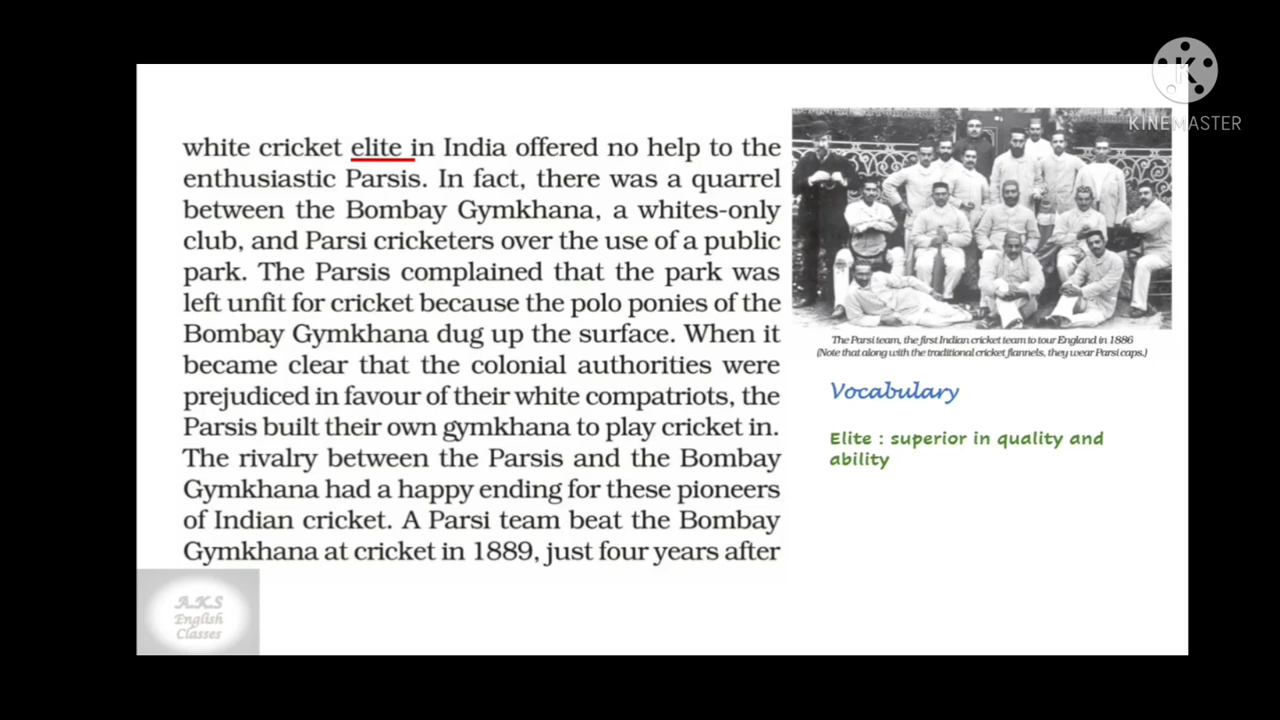 white cricket elite in India offered no help to the
enthusiastic Parsis. In fact, there was a quarrel
between the Bombay Gymkhana, a whites-only
club, and Parsi cricketers over the use of a public
park. The Parsis complained that the park was
left unfit for cricket because the polo ponies of the
Bombay Gymkhana dug up the surface. When it
became clear that the colonial authorities were
prejudiced in favour of their white compatriots, the
Parsis built their own gymkhana to play cricket in.
The rivalry between the Parsis and the Bombay
Gymkhana had a happy ending for these pioneers
of Indian cricket. A Parsi team beat the Bombay
Gymkhana at cricket in 1889, just four years after
The Parsi team, the first Indian cricket team to tour England in 1886
(Note that along with the traditional cricket flannels, they wear Parsi caps.)
Vocabulary
Elite : superior in quality and
ability
K
KINEMASTER
A.K.S
English
Classes